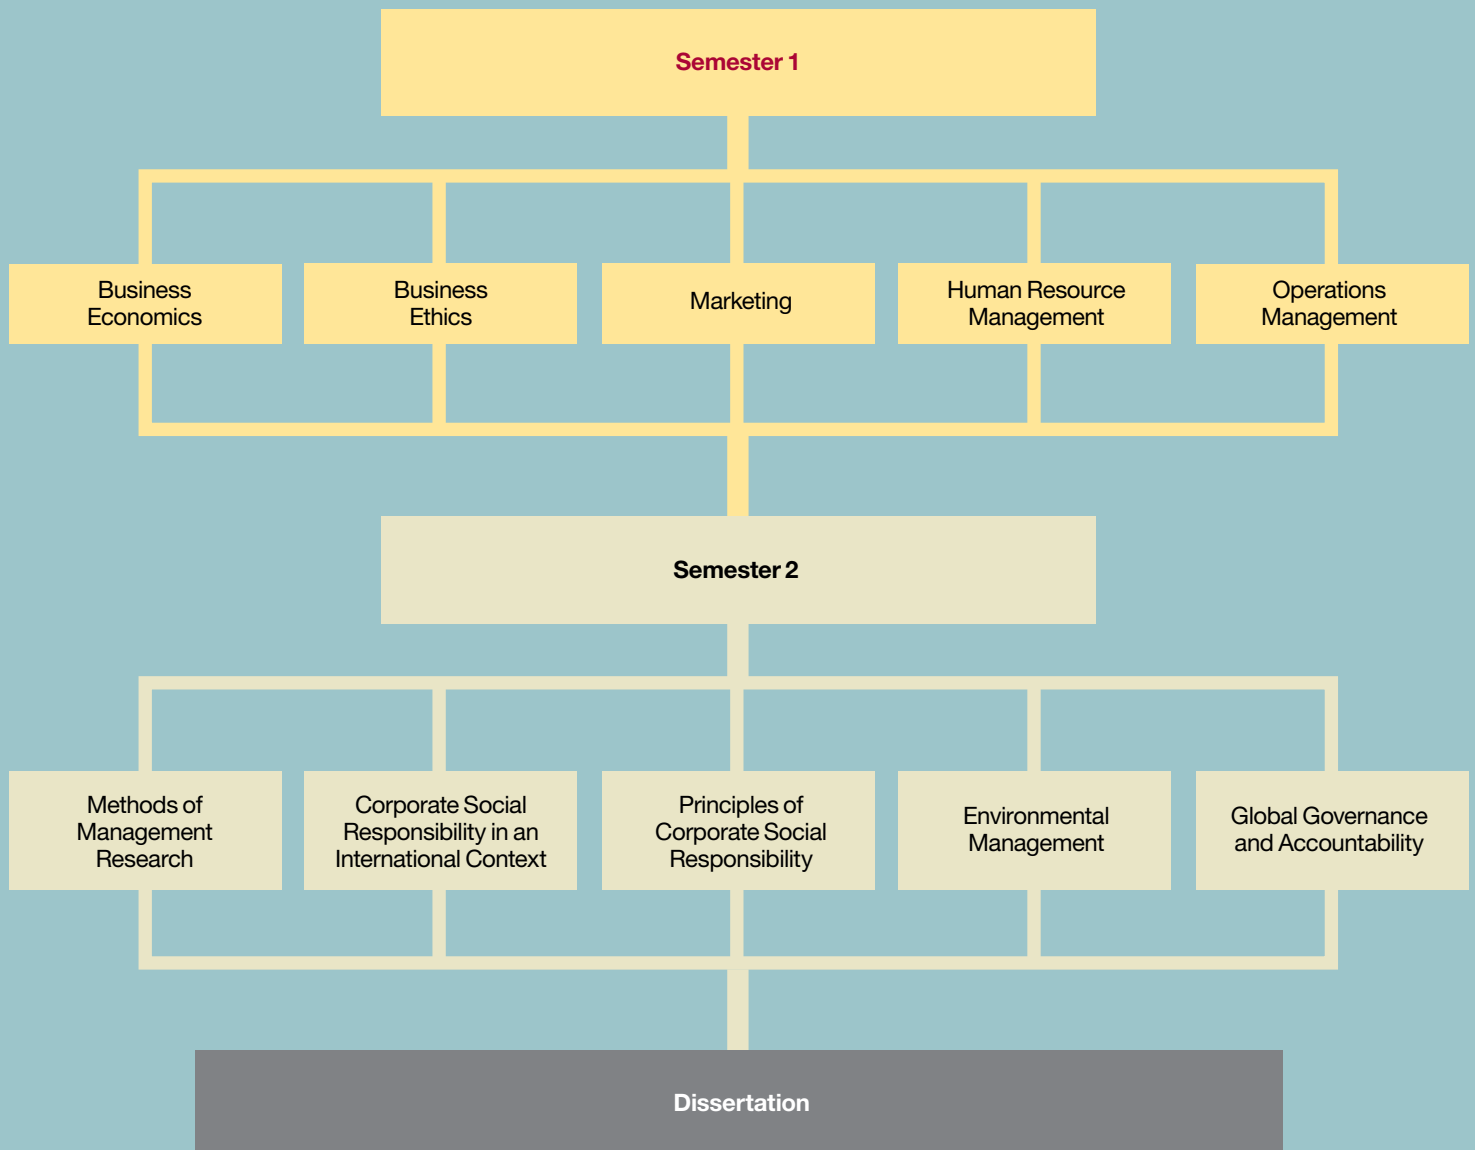 Semester 1
Business
Economics
Business
Ethics
Marketing
Human Resource
Management
Operations
Management
Semester 2
Methods of
Management
Research
Corporate Social
Responsibility in an
International Context
Principles of
Corporate Social
Responsibility
Environmental
Management
Global Governance
and Accountability
Dissertation